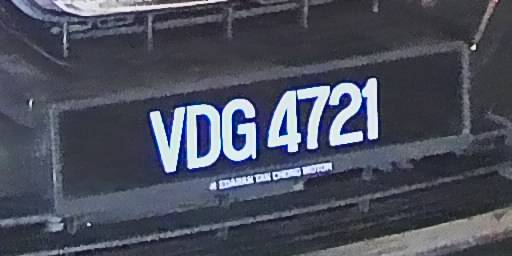 VDG 4721
EDARAN TAN CHONG MOTOR